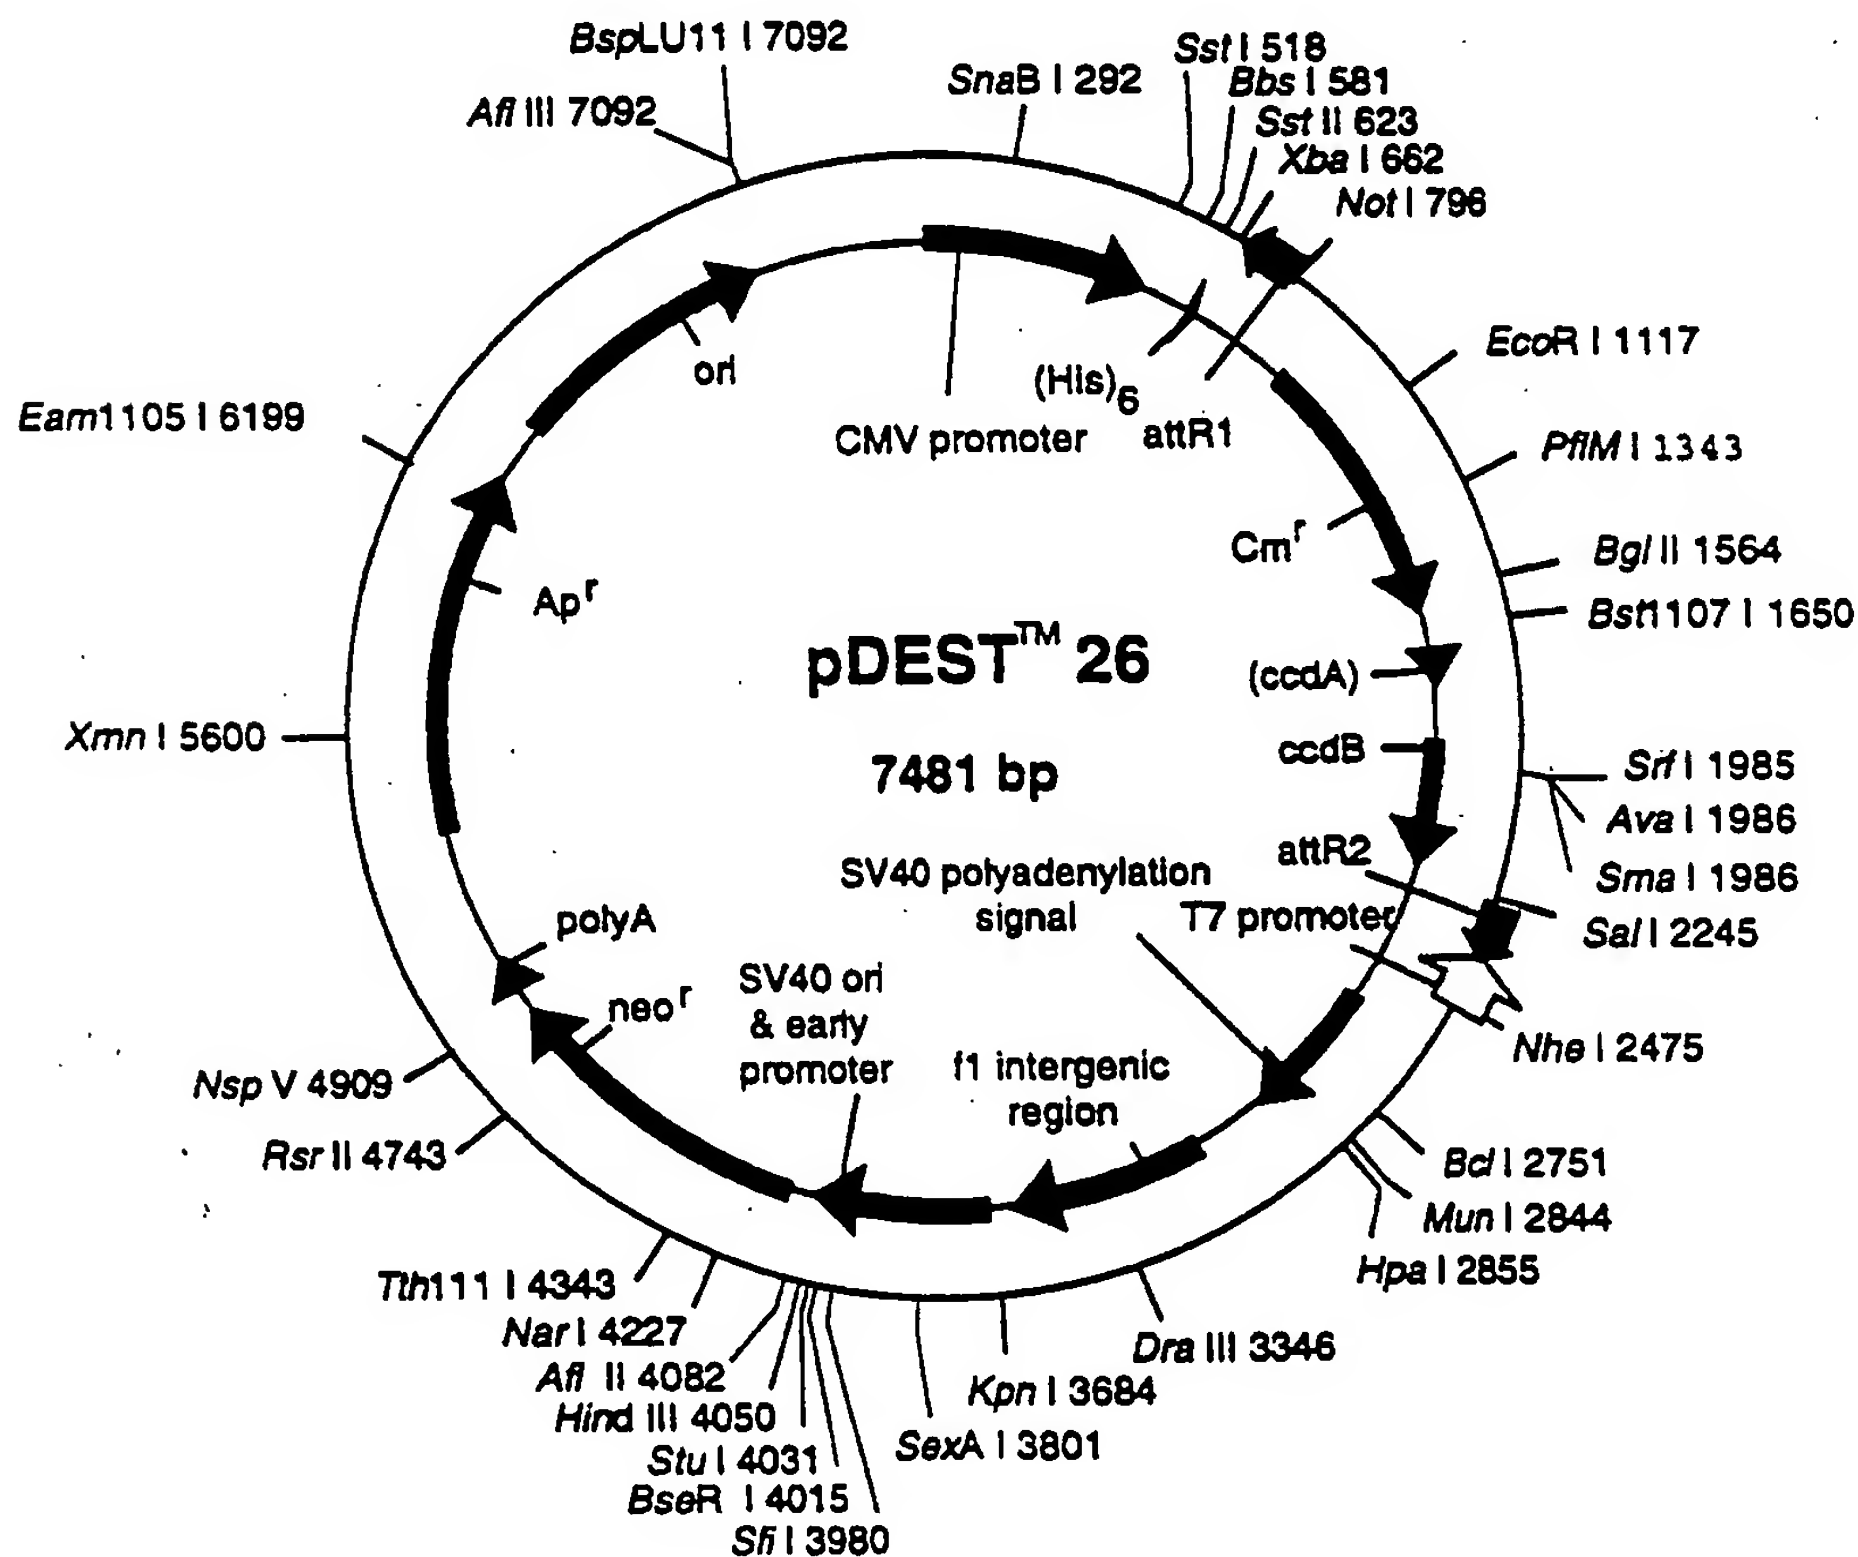 BspLU11 I 7092
Afl III 7092
SnaB I 292
Sst I 518
Bbs I 581
Sst II 623
Xba I 662
Not I 796
EcoR I 1117
PflM I 1343
Bgl II 1564
Bst1107 I 1650
Srf I 1985
Ava I 1986
Sma I 1986
Sal I 2245
Nhe I 2475
Bcl I 2751
Mun I 2844
Hpa I 2855
Dra III 3346
Kpn I 3684
SexA I 3801
Sfi I 3980
BseR I 4015
Stu I 4031
Hind III 4050
Afl II 4082
Nar I 4227
Tth111 I 4343
Rsr II 4743
Nsp V 4909
Xmn I 5600
Eam1105 I 6199
ori
CMV promoter
(His)6
attR1
Cmr
(ccdA)
ccdB
attR2
T7 promoter
SV40 polyadenylation
signal
f1 intergenic
region
SV40 ori
& early
promoter
neor
polyA
Apr
pDEST™ 26
7481 bp